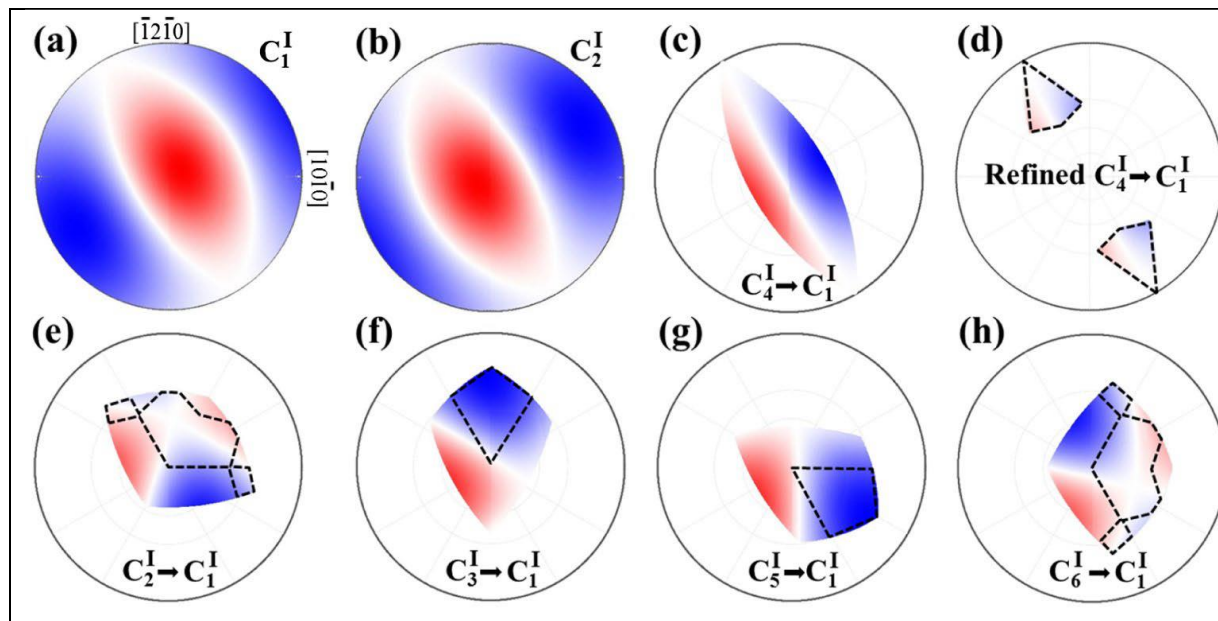 (a) [1̄21̄0] C₁ᴵ (b) C₂ᴵ (c) (d)
[101̄0]
Refined C₄ᴵ→C₁ᴵ
C₄ᴵ→C₁ᴵ
(e) (f) (g) (h)
C₂ᴵ→C₁ᴵ C₃ᴵ→C₁ᴵ C₅ᴵ→C₁ᴵ C₆ᴵ→C₁ᴵ